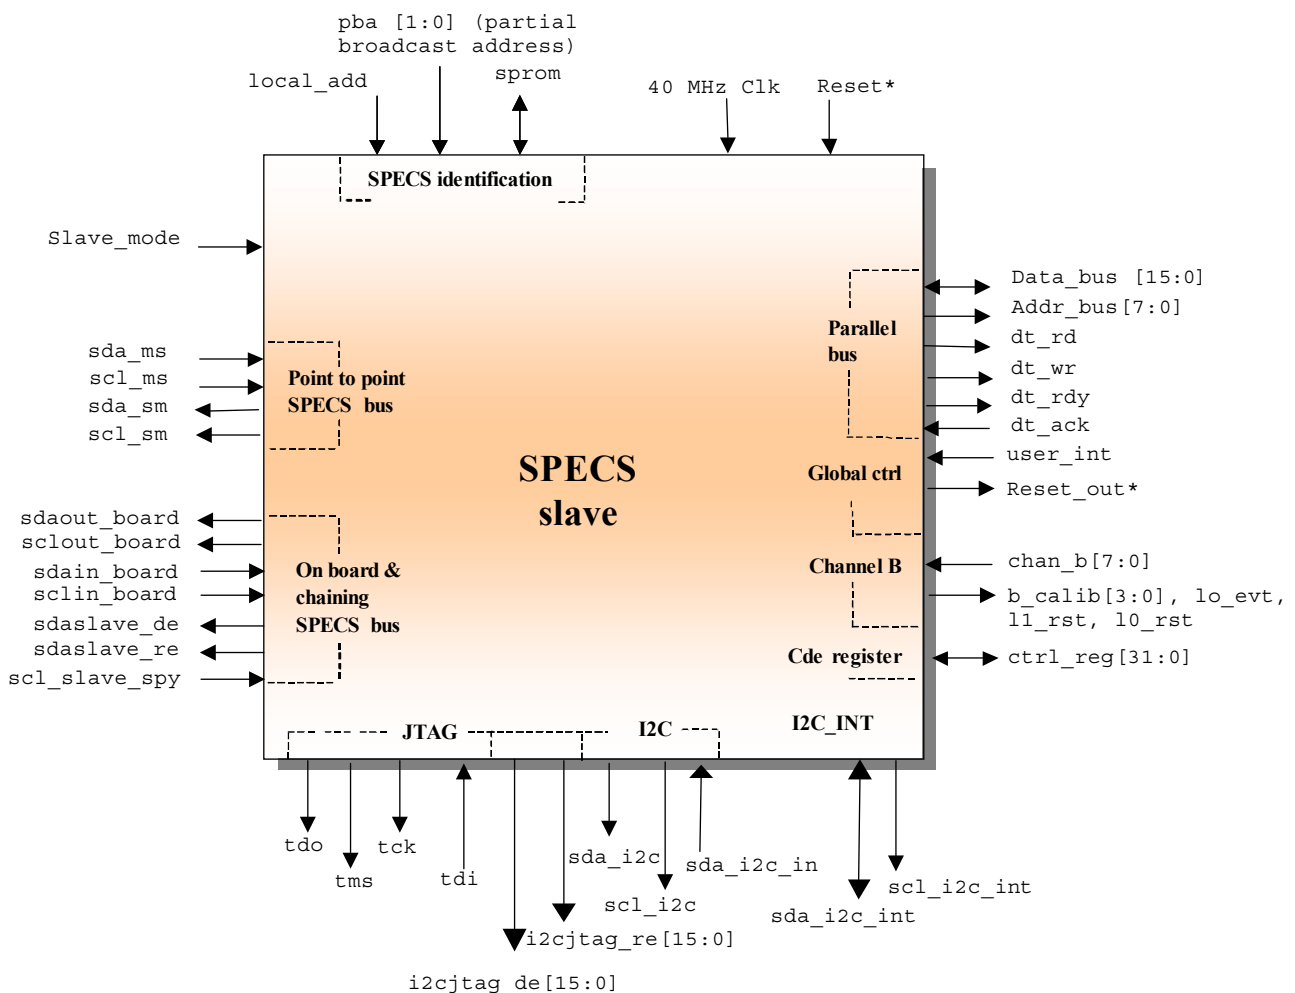 pba [1:0] (partial
broadcast address)
sprom
local_add
40 MHz Clk
Reset*
SPECS identification
Slave_mode
sda_ms
scl_ms
sda_sm
scl_sm
Point to point
SPECS bus
sdaout_board
sclout_board
sdain_board
sclin_board
sdaslave_de
sdaslave_re
scl_slave_spy
On board &
chaining
SPECS bus
SPECS
slave
Parallel
bus
Data_bus [15:0]
Addr_bus[7:0]
dt_rd
dt_wr
dt_rdy
dt_ack
Global ctrl
user_int
Reset_out*
Channel B
chan_b[7:0]
b_calib[3:0], lo_evt,
l1_rst, l0_rst
Cde register
ctrl_reg[31:0]
JTAG
I2C
I2C_INT
tdo
tms
tck
tdi
sda_i2c
sda_i2c_in
scl_i2c
scl_i2c_int
sda_i2c_int
i2cjtag_re[15:0]
i2cjtag de[15:0]